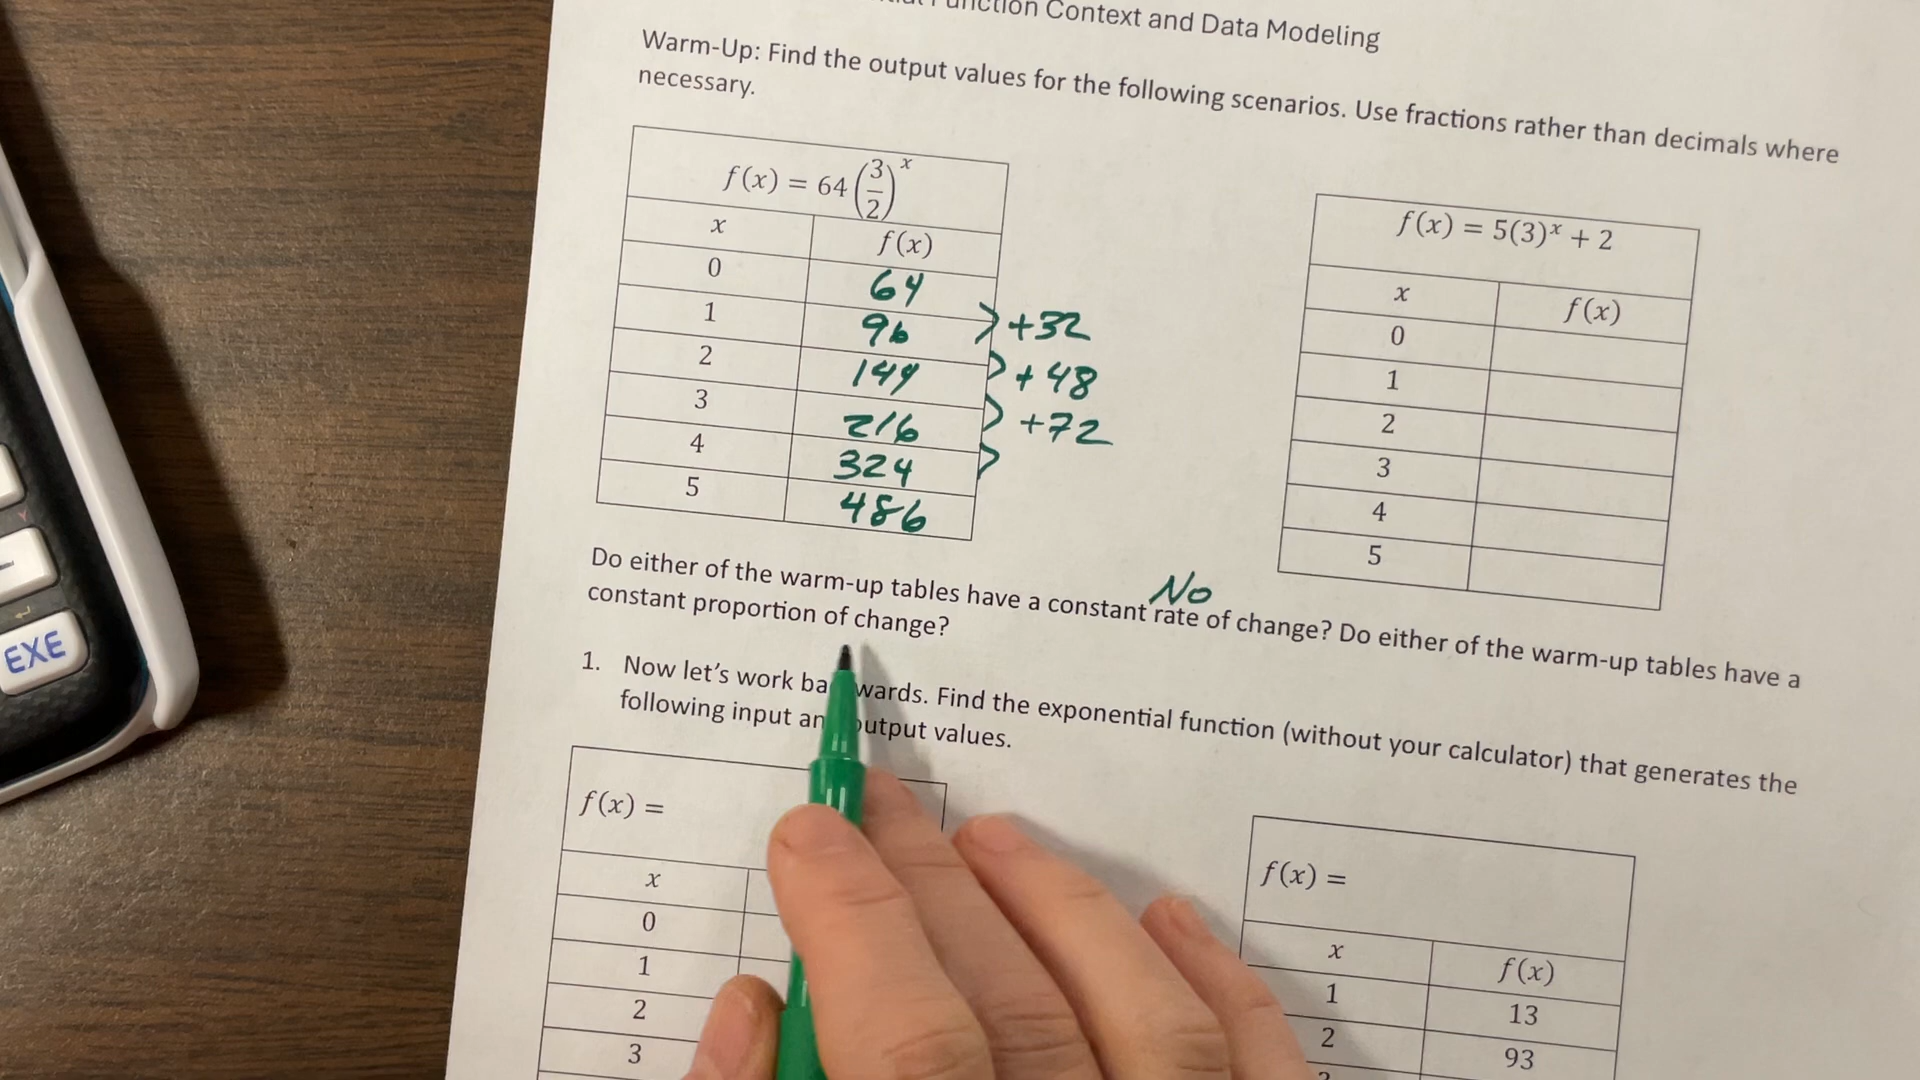 Function Context and Data Modeling
Warm-Up: Find the output values for the following scenarios. Use fractions rather than decimals where
necessary.
f(x) = 64(3/2)^x
x f(x)
0 64
1 96
2 144
3 216
4 324
5 486
+32
+48
+72
f(x) = 5(3)^x + 2
x f(x)
0
1
2
3
4
5
No
Do either of the warm-up tables have a constant rate of change? Do either of the warm-up tables have a
constant proportion of change?
1. Now let's work ba wards. Find the exponential function (without your calculator) that generates the
following input an output values.
f(x) =
x
0
1
2
3
f(x) =
x f(x)
1 13
2 93
EXE